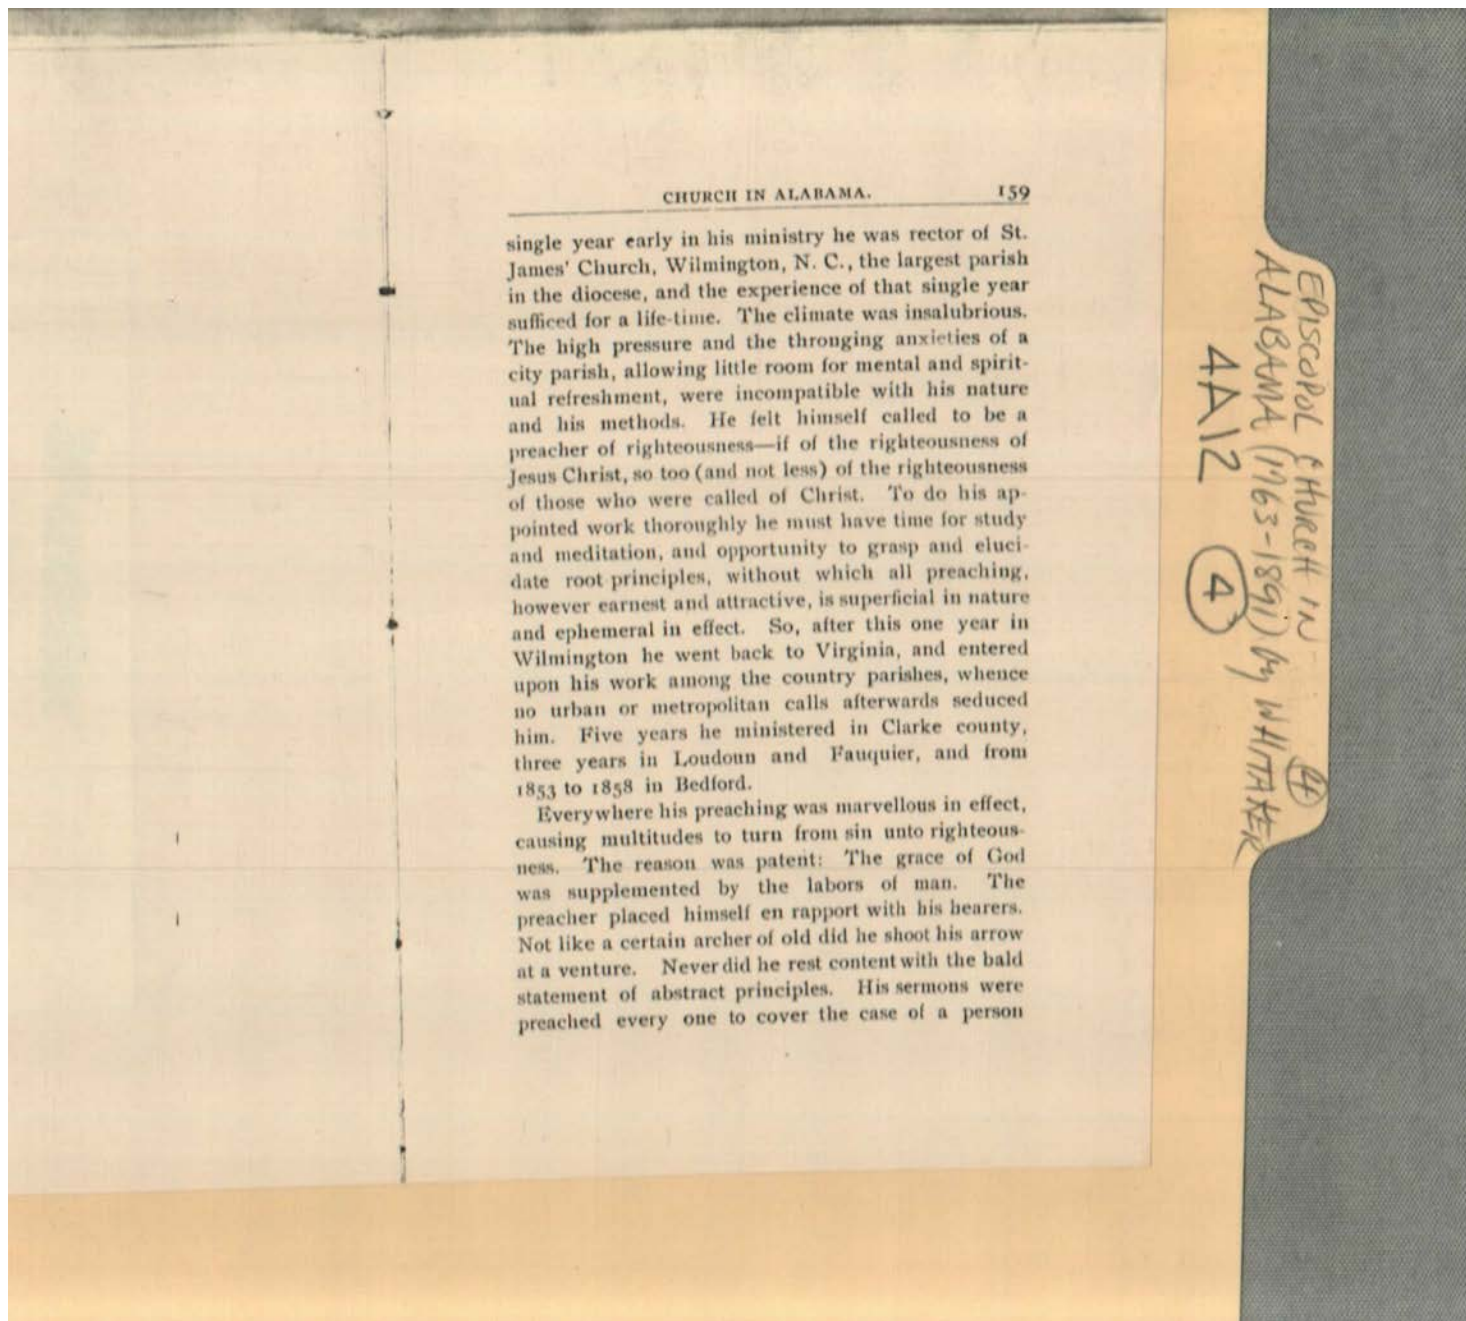 CHURCH IN ALABAMA. 159
single year early in his ministry he was rector of St.
James' Church, Wilmington, N. C., the largest parish
in the diocese, and the experience of that single year
sufficed for a life-time. The climate was insalubrious.
The high pressure and the thronging anxieties of a
city parish, allowing little room for mental and spirit-
ual refreshment, were incompatible with his nature
and his methods. He felt himself called to be a
preacher of righteousness—if of the righteousness of
Jesus Christ, so too (and not less) of the righteousness
of those who were called of Christ. To do his ap-
pointed work thoroughly he must have time for study
and meditation, and opportunity to grasp and eluci-
date root principles, without which all preaching,
however earnest and attractive, is superficial in nature
and ephemeral in effect. So, after this one year in
Wilmington he went back to Virginia, and entered
upon his work among the country parishes, whence
no urban or metropolitan calls afterwards seduced
him. Five years he ministered in Clarke county,
three years in Loudoun and Fauquier, and from
1853 to 1858 in Bedford.
Everywhere his preaching was marvellous in effect,
causing multitudes to turn from sin unto righteous-
ness. The reason was patent: The grace of God
was supplemented by the labors of man. The
preacher placed himself en rapport with his hearers.
Not like a certain archer of old did he shoot his arrow
at a venture. Never did he rest content with the bald
statement of abstract principles. His sermons were
preached every one to cover the case of a person
EPISCOPOL CHURCH IN
ALABAMA (1763-1891) by WHITAKER
4A12 4